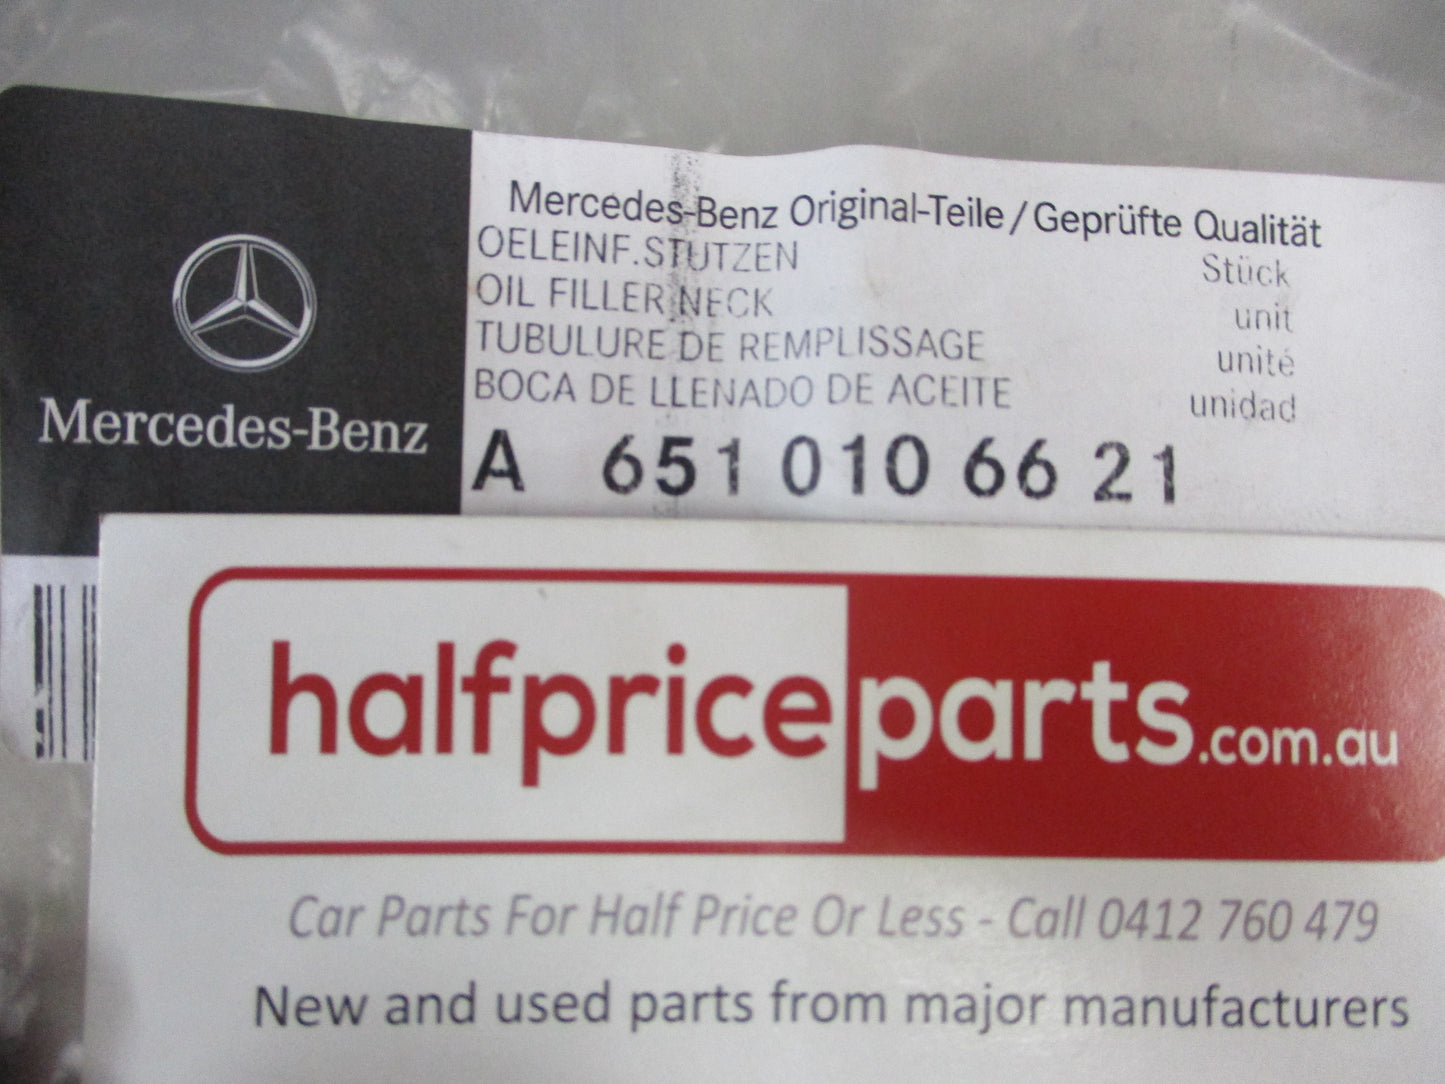 Mercedes-Benz
Mercedes-Benz Original-Teile/Geprüfte Qualität
OELEINF.STUTZEN Stück
OIL FILLER NECK unit
TUBULURE DE REMPLISSAGE unité
BOCA DE LLENADO DE ACEITE unidad
A 651 010 66 21
halfpriceparts.com.au
Car Parts For Half Price Or Less - Call 0412 760 479
New and used parts from major manufacturers